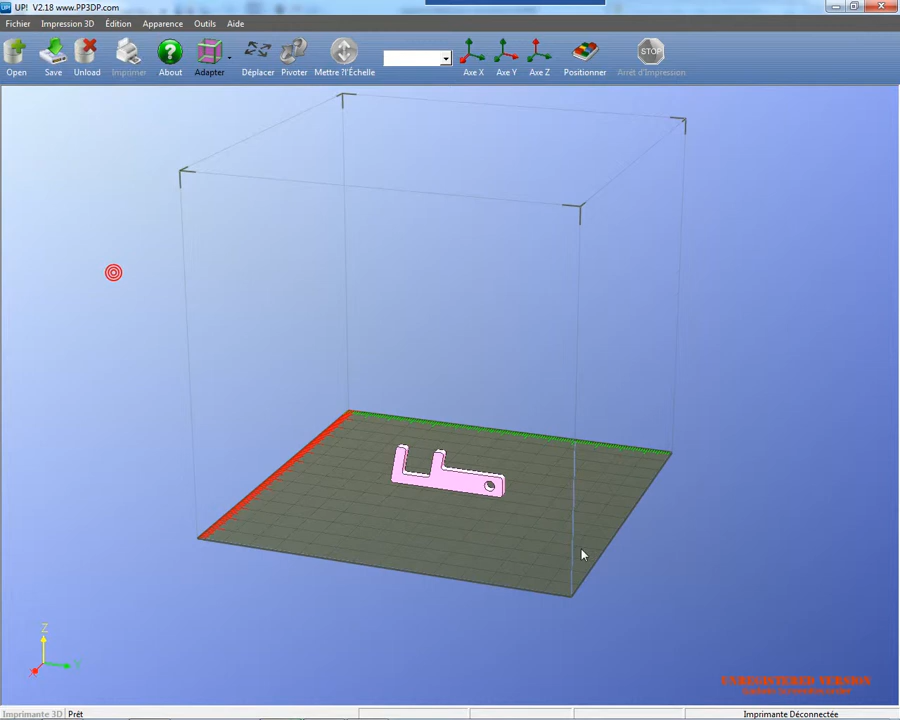 UP! V2.18 www.PP3DP.com
Fichier Impression 3D Édition Apparence Outils Aide
Open Save Unload Imprimer About Adapter Déplacer Pivoter Mettre ?l'Échelle Axe X Axe Y Axe Z Positionner Arrêt d'Impression
STOP
Z
X Y
UNREGISTERED VERSION
Imprimante 3D Prêt Imprimante Déconnectée